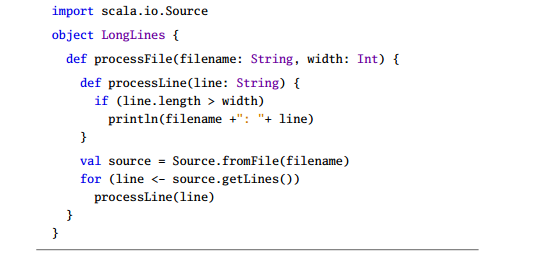 import scala.io.Source
object LongLines {
def processFile(filename: String, width: Int) {
def processLine(line: String) {
if (line.length > width)
println(filename +": "+ line)
}
val source = Source.fromFile(filename)
for (line <- source.getLines())
processLine(line)
}
}